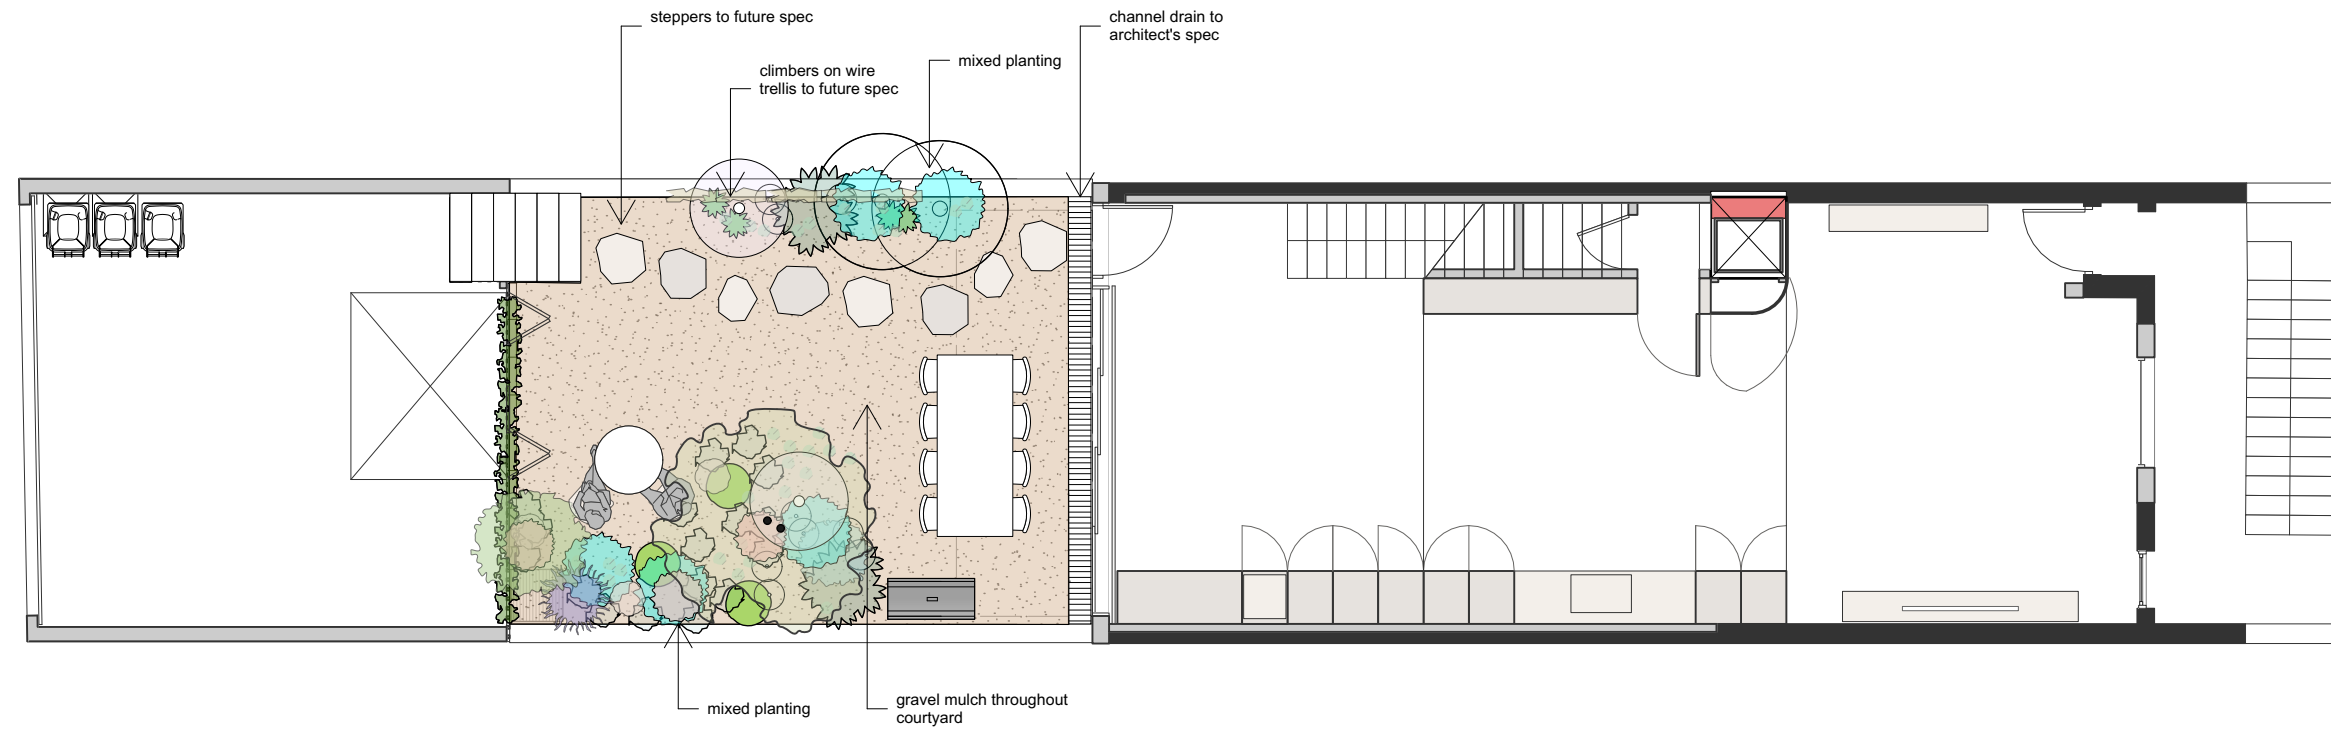 steppers to future spec
channel drain to
architect's spec
mixed planting
climbers on wire
trellis to future spec
gravel mulch throughout
courtyard
mixed planting